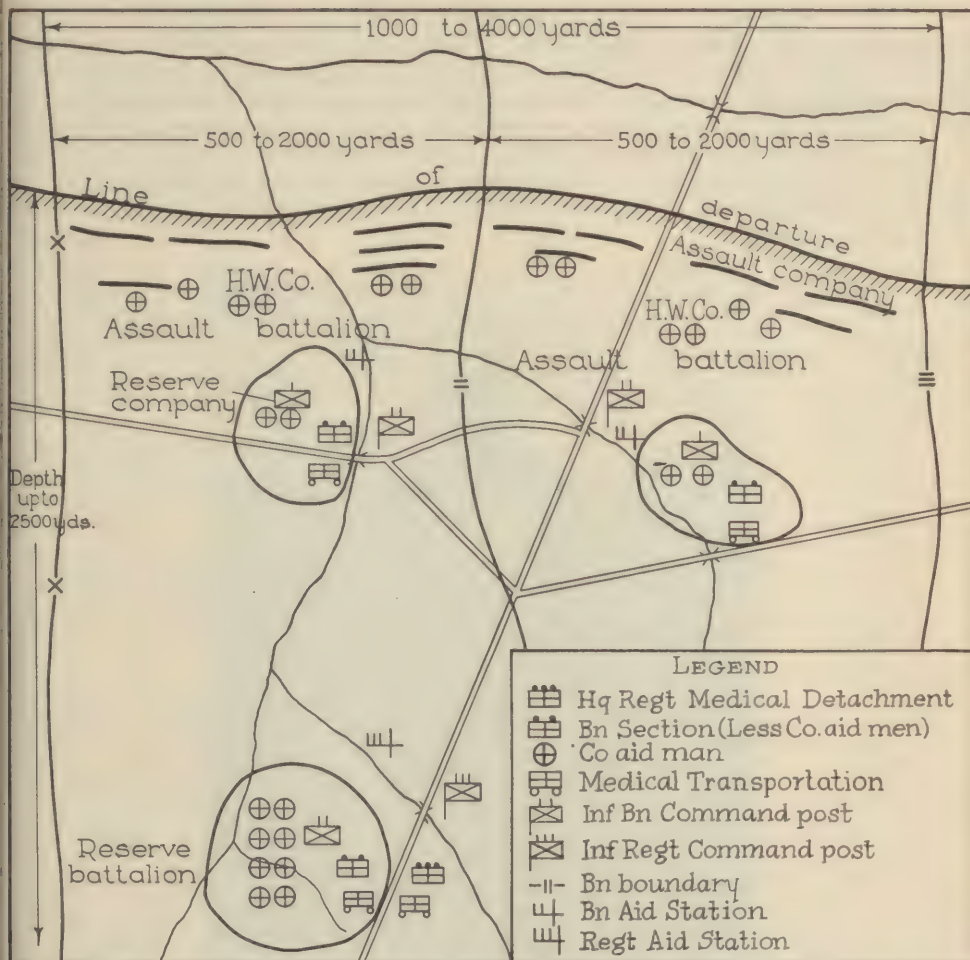 1000 to 4000 yards
500 to 2000 yards
500 to 2000 yards
Line of departure
Assault company
H.W.Co.
Assault battalion
H.W.Co.
Assault battalion
Reserve
company
Depth
upto
2500yds.
Reserve
battalion
LEGEND
Hq Regt Medical Detachment
Bn Section (Less Co. aid men)
Co aid man
Medical Transportation
Inf Bn Command post
Inf Regt Command post
-II- Bn boundary
Bn Aid Station
Regt Aid Station